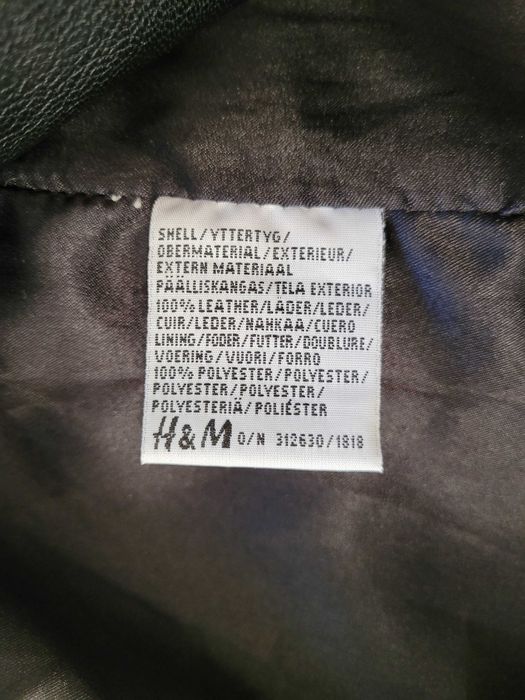 SHELL/YTTERTYG/
OBERMATERIAL/EXTERIEUR/
EXTERN MATERIAAL
PÄÄLLISKANGAS/TELA EXTERIOR
100% LEATHER/LÄDER/LEDER/
CUIR/LEDER/NAHKAA/CUERO
LINING/FODER/FUTTER/DOUBLURE/
VOERING/VUORI/FORRO
100% POLYESTER/POLYESTER/
POLYESTER/POLYESTER/
POLYESTERIÄ/POLIÉSTER
H&M O/N 312630/1818